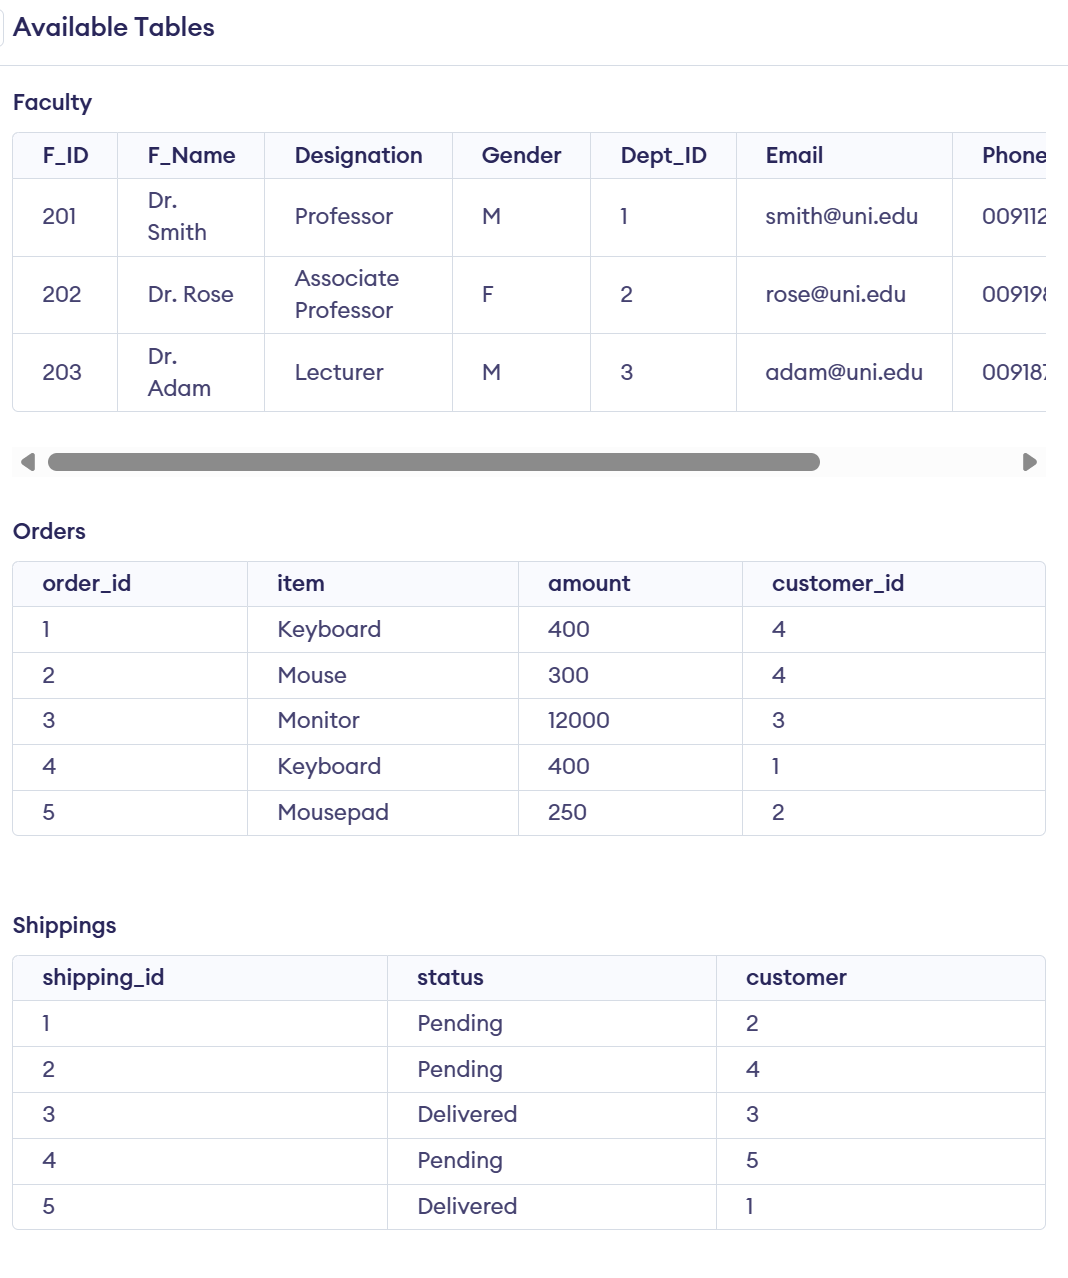 Available Tables
Faculty
F_ID F_Name Designation Gender Dept_ID Email Phone
201 Dr. Smith Professor M 1 smith@uni.edu 009112
202 Dr. Rose Associate Professor F 2 rose@uni.edu 00919
203 Dr. Adam Lecturer M 3 adam@uni.edu 00918
Orders
order_id item amount customer_id
1 Keyboard 400 4
2 Mouse 300 4
3 Monitor 12000 3
4 Keyboard 400 1
5 Mousepad 250 2
Shippings
shipping_id status customer
1 Pending 2
2 Pending 4
3 Delivered 3
4 Pending 5
5 Delivered 1